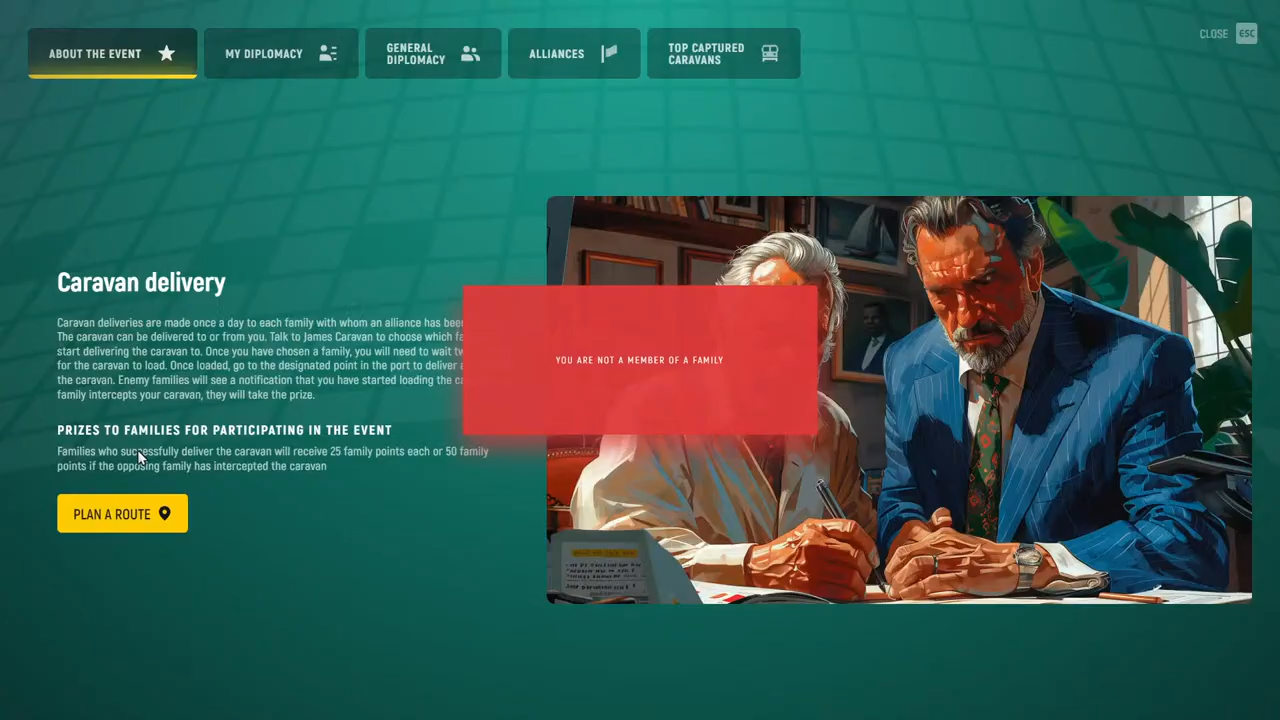 ABOUT THE EVENT
MY DIPLOMACY
GENERAL
DIPLOMACY
ALLIANCES
TOP CAPTURED
CARAVANS
CLOSE ESC
Caravan delivery
Caravan deliveries are made once a day to each family with whom an alliance has
The caravan can be delivered to or from you. Talk to James Caravan to choose which
start delivering the caravan to. Once you have chosen a family, you will need to wait
for the caravan to load. Once loaded, go to the designated point in the port to deliver
the caravan. Enemy families will see a notification that you have started loading the
family intercepts your caravan, they will take the prize.
YOU ARE NOT A MEMBER OF A FAMILY
PRIZES TO FAMILIES FOR PARTICIPATING IN THE EVENT
Families who successfully deliver the caravan will receive 25 family points each or 50 family
points if the opposing family has intercepted the caravan
PLAN A ROUTE